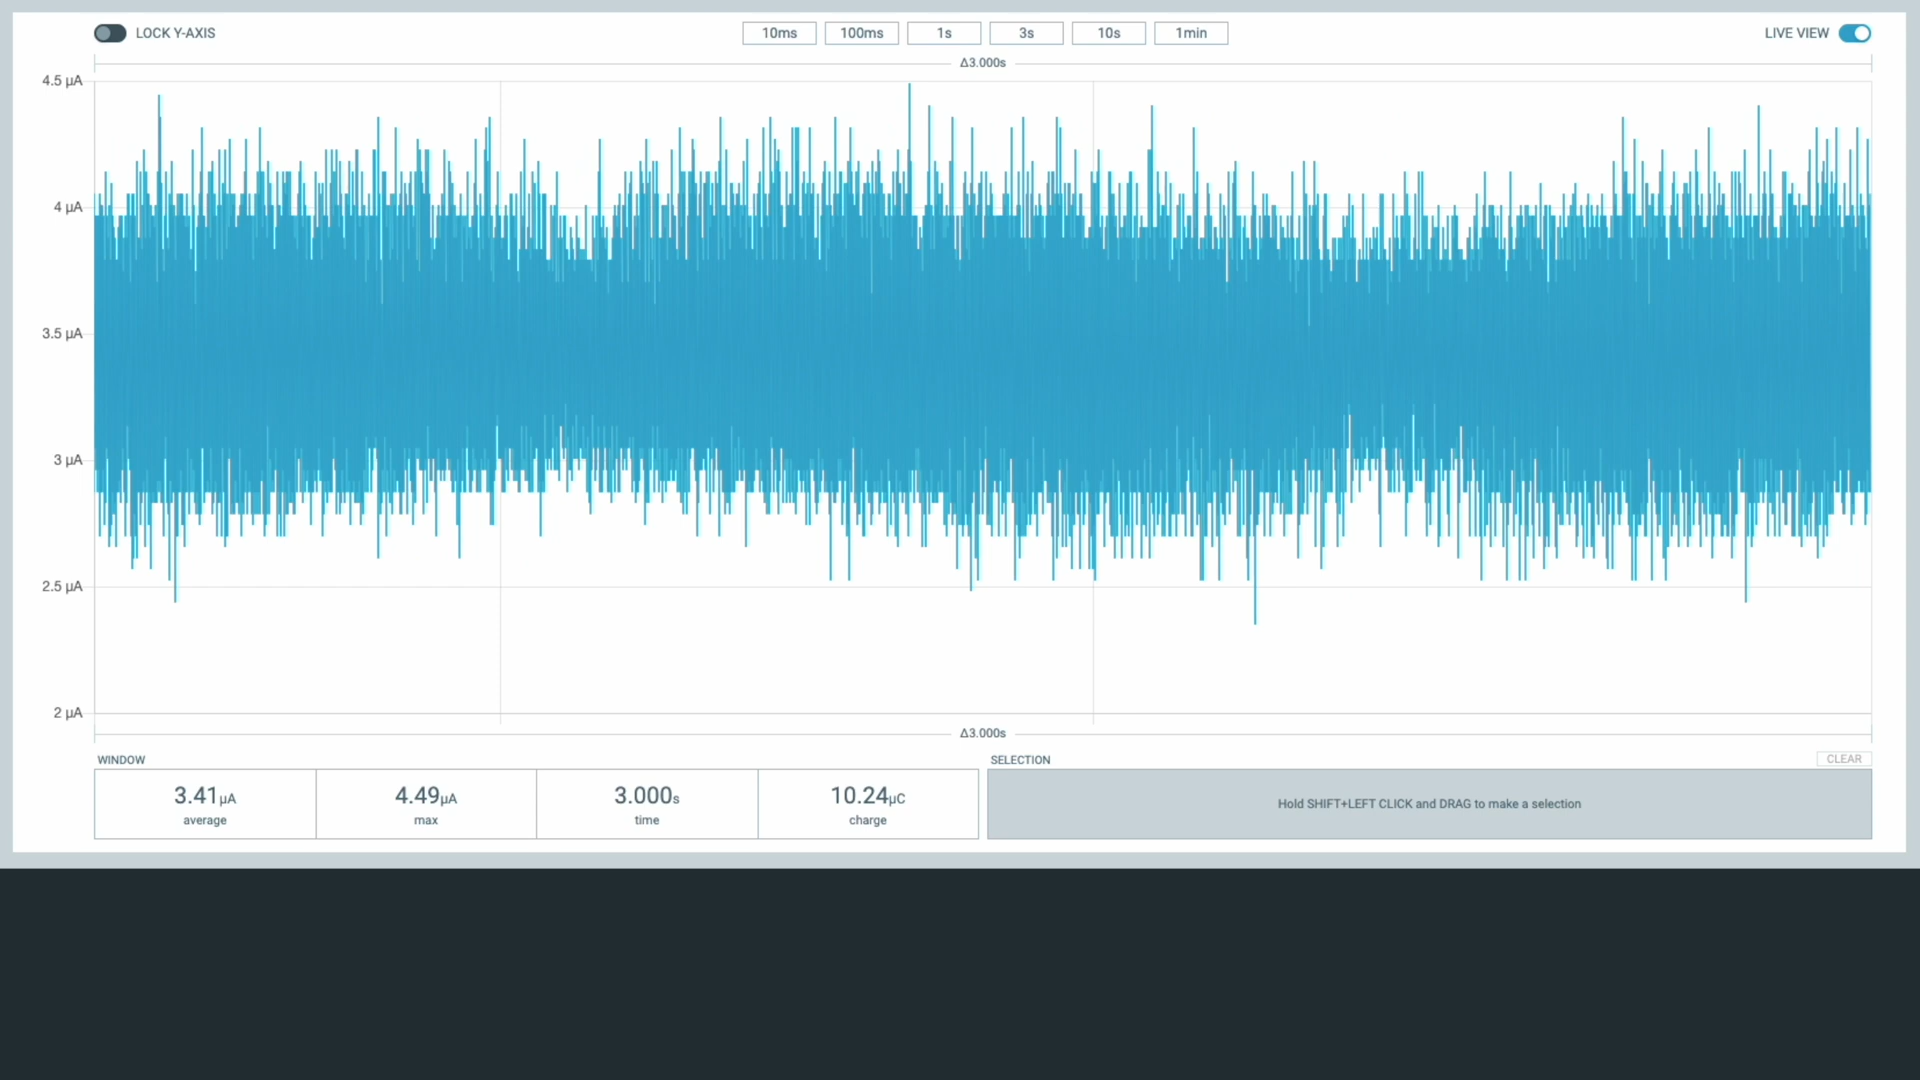 LOCK Y-AXIS 10ms 100ms 1s 3s 10s 1min LIVE VIEW
Δ3.000s
4.5 µA
4 µA
3.5 µA
3 µA
2.5 µA
2 µA
Δ3.000s
WINDOW SELECTION CLEAR
3.41µA 4.49µA 3.000s 10.24µC
average max time charge
Hold SHIFT+LEFT CLICK and DRAG to make a selection